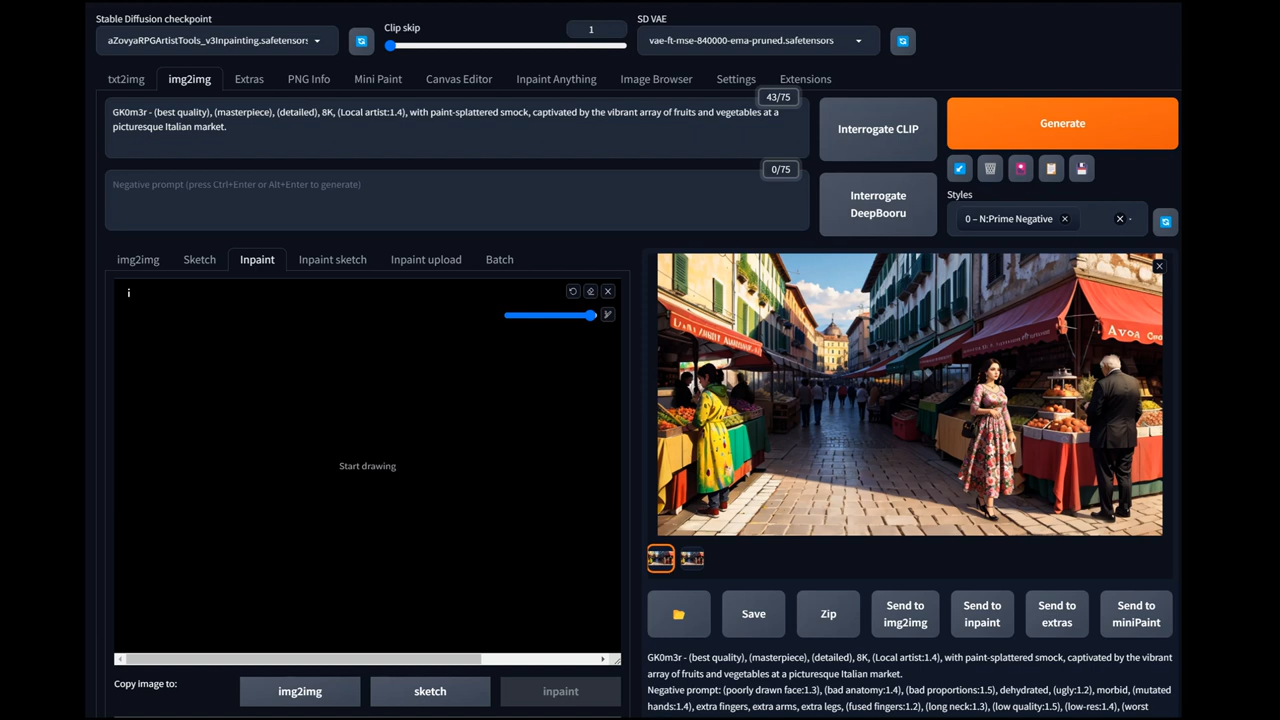 Stable Diffusion checkpoint
Clip skip
1
SD VAE
aZovyaRPGArtistTools_v3Inpainting.safetensors
vae-ft-mse-840000-ema-pruned.safetensors
txt2img
img2img
Extras
PNG Info
Mini Paint
Canvas Editor
Inpaint Anything
Image Browser
Settings
Extensions
43/75
GK0m3r - (best quality), (masterpiece), (detailed), 8K, (Local artist:1.4), with paint-splattered smock, captivated by the vibrant array of fruits and vegetables at a
picturesque Italian market.
Interrogate CLIP
Generate
0/75
Negative prompt (press Ctrl+Enter or Alt+Enter to generate)
Interrogate
DeepBooru
Styles
0 – N:Prime Negative
img2img
Sketch
Inpaint
Inpaint sketch
Inpaint upload
Batch
i
Start drawing
Copy image to:
img2img
sketch
inpaint
Save
Zip
Send to
img2img
Send to
inpaint
Send to
extras
Send to
miniPaint
GK0m3r - (best quality), (masterpiece), (detailed), 8K, (Local artist:1.4), with paint-splattered smock, captivated by the vibrant
array of fruits and vegetables at a picturesque Italian market.
Negative prompt: (poorly drawn face:1.3), (bad anatomy:1.4), (bad proportions:1.5), dehydrated, (ugly:1.2), morbid, (mutated
hands:1.4), extra fingers, extra arms, extra legs, (fused fingers:1.2), (long neck:1.3), (low quality:1.5), (low-res:1.4), (worst